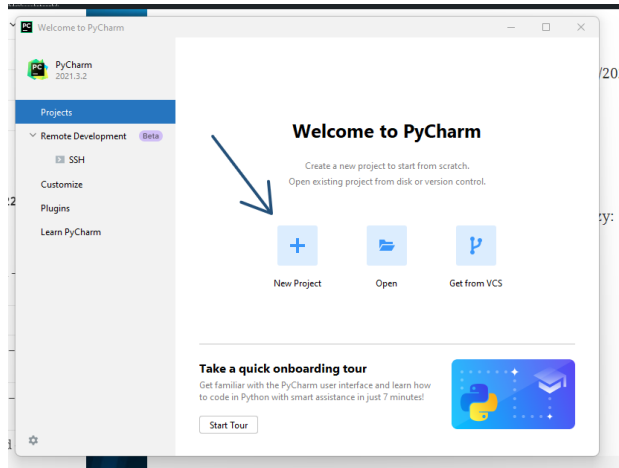 Welcome to PyCharm
PyCharm
2021.3.2
Projects
Remote Development Beta
SSH
Customize
Plugins
Learn PyCharm
Welcome to PyCharm
Create a new project to start from scratch.
Open existing project from disk or version control.
New Project
Open
Get from VCS
Take a quick onboarding tour
Get familiar with the PyCharm user interface and learn how
to code in Python with smart assistance in just 7 minutes!
Start Tour